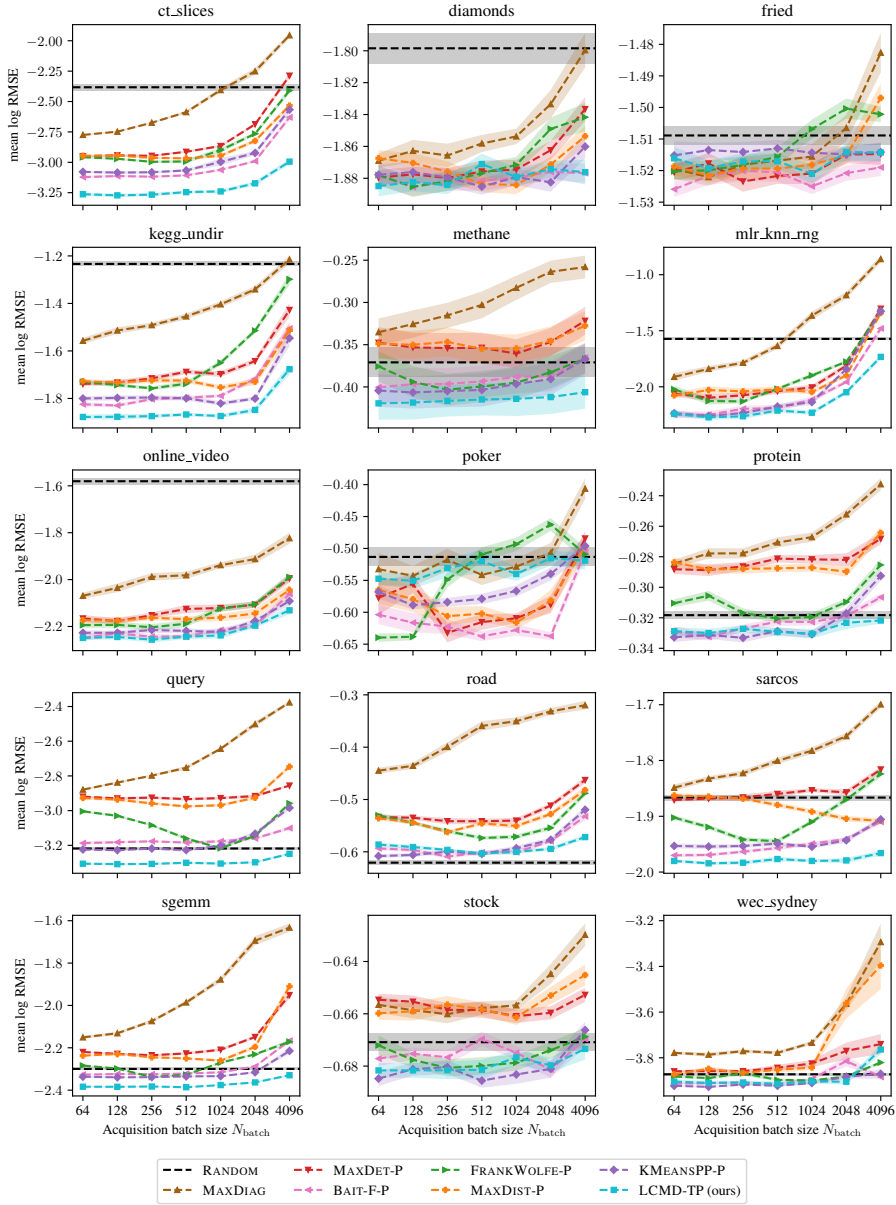 ct_slices
diamonds
fried
mean log RMSE
−2.00
−2.25
−2.50
−2.75
−3.00
−3.25
−1.80
−1.82
−1.84
−1.86
−1.88
−1.48
−1.49
−1.50
−1.51
−1.52
−1.53
kegg_undir
methane
mlr_knn_rng
mean log RMSE
−1.2
−1.4
−1.6
−1.8
−0.25
−0.30
−0.35
−0.40
−1.0
−1.5
−2.0
online_video
poker
protein
mean log RMSE
−1.6
−1.8
−2.0
−2.2
−0.40
−0.45
−0.50
−0.55
−0.60
−0.65
−0.24
−0.26
−0.28
−0.30
−0.32
−0.34
query
road
sarcos
mean log RMSE
−2.4
−2.6
−2.8
−3.0
−3.2
−0.3
−0.4
−0.5
−0.6
−1.7
−1.8
−1.9
−2.0
sgemm
stock
wec_sydney
mean log RMSE
−1.6
−1.8
−2.0
−2.2
−2.4
−0.64
−0.66
−0.68
−3.2
−3.4
−3.6
−3.8
64 128 256 512 1024 2048 4096
64 128 256 512 1024 2048 4096
64 128 256 512 1024 2048 4096
Acquisition batch size N_batch
Acquisition batch size N_batch
Acquisition batch size N_batch
RANDOM MAXDET-P FRANKWOLFE-P KMEANSPP-P
MAXDIAG BAIT-F-P MAXDIST-P LCMD-TP (ours)